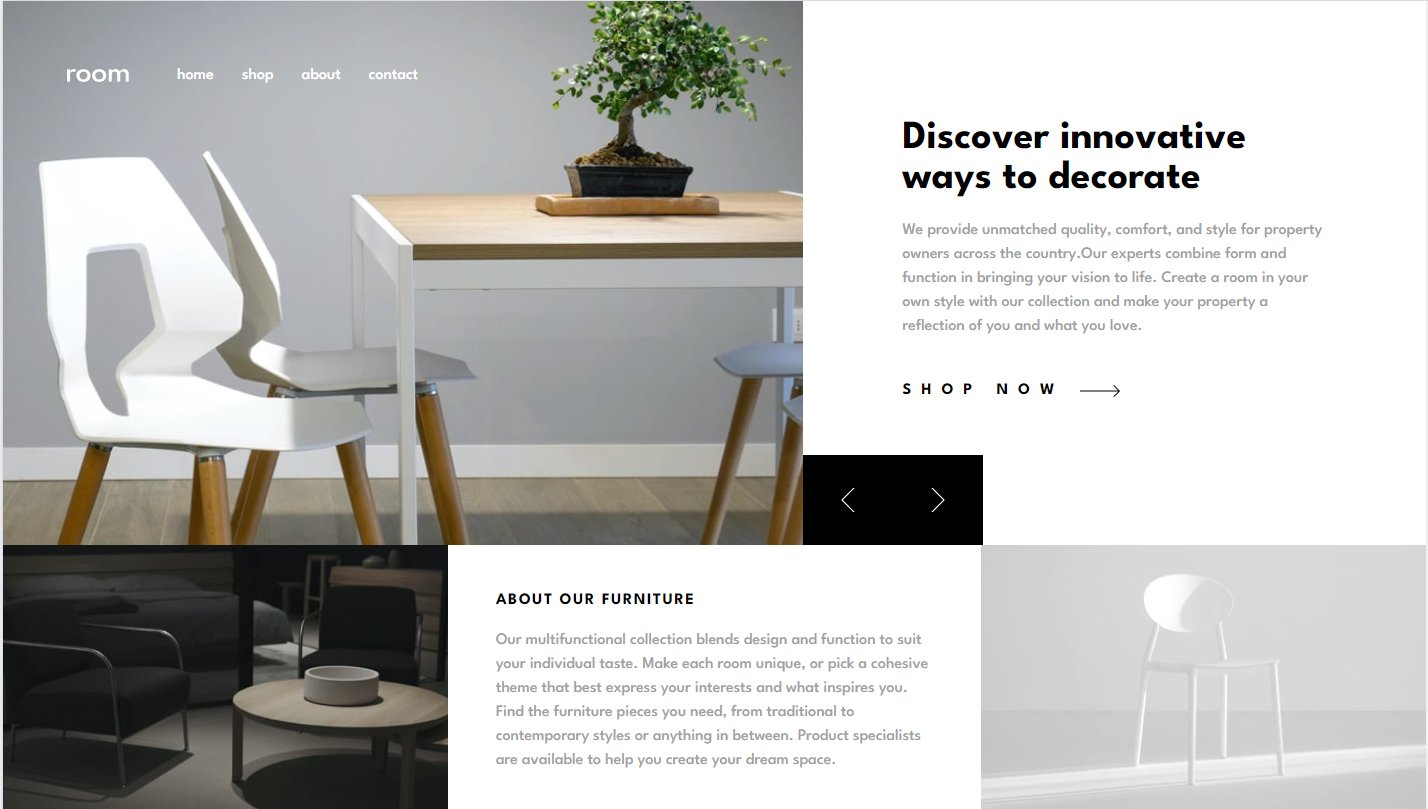 room
home shop about contact
Discover innovative
ways to decorate
We provide unmatched quality, comfort, and style for property
owners across the country.Our experts combine form and
function in bringing your vision to life. Create a room in your
own style with our collection and make your property a
reflection of you and what you love.
SHOP NOW
ABOUT OUR FURNITURE
Our multifunctional collection blends design and function to suit
your individual taste. Make each room unique, or pick a cohesive
theme that best express your interests and what inspires you.
Find the furniture pieces you need, from traditional to
contemporary styles or anything in between. Product specialists
are available to help you create your dream space.